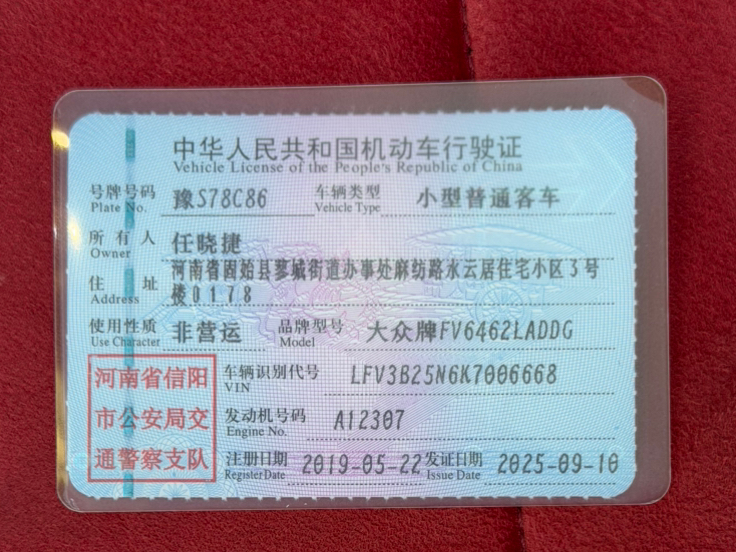 中华人民共和国机动车行驶证
Vehicle License of the People's Republic of China
号牌号码 豫S78C86 车辆类型 小型普通客车
Plate No. Vehicle Type
所有人 任晓捷
Owner
住址 河南省固始县蓼城街道办事处麻纺路水云居住宅小区3号
Address 楼0178
使用性质 非营运 品牌型号 大众牌FV6462LADDG
Use Character Model
河南省信阳 车辆识别代号 LFV3B25N6K7006668
VIN
市公安局交 发动机号码 A12307
Engine No.
通警察支队 注册日期 2019-05-22 发证日期 2025-09-10
Register Date Issue Date